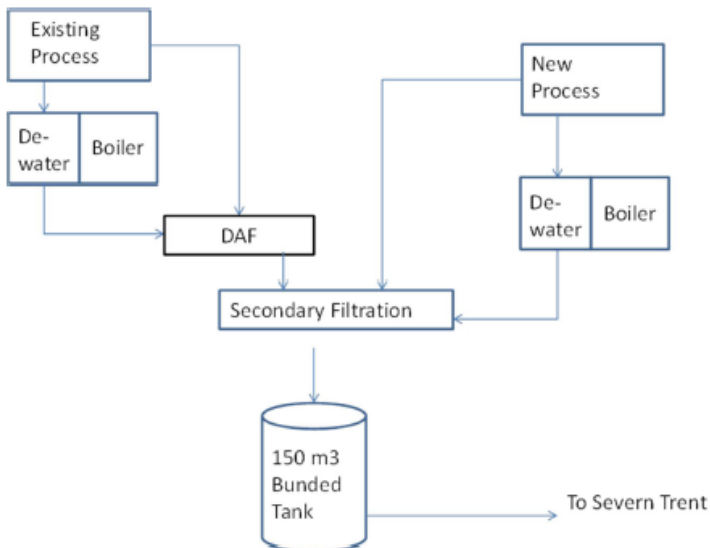 Existing
Process
New
Process
De-
water
Boiler
De-
water
Boiler
DAF
Secondary Filtration
150 m3
Bunded
Tank
To Severn Trent